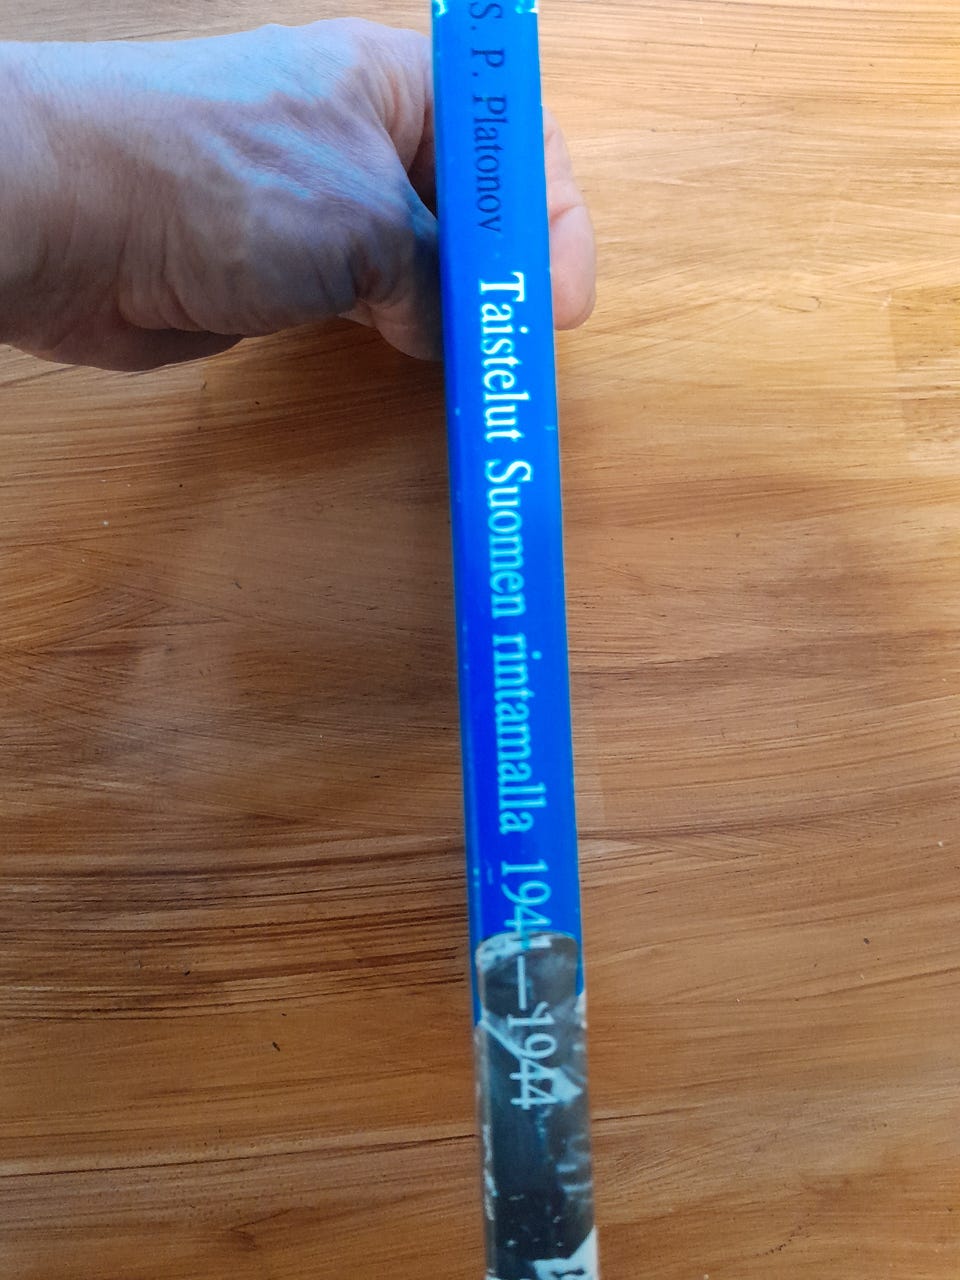 S. P. Platonov Taistelut Suomen rintamalla 1941—1944